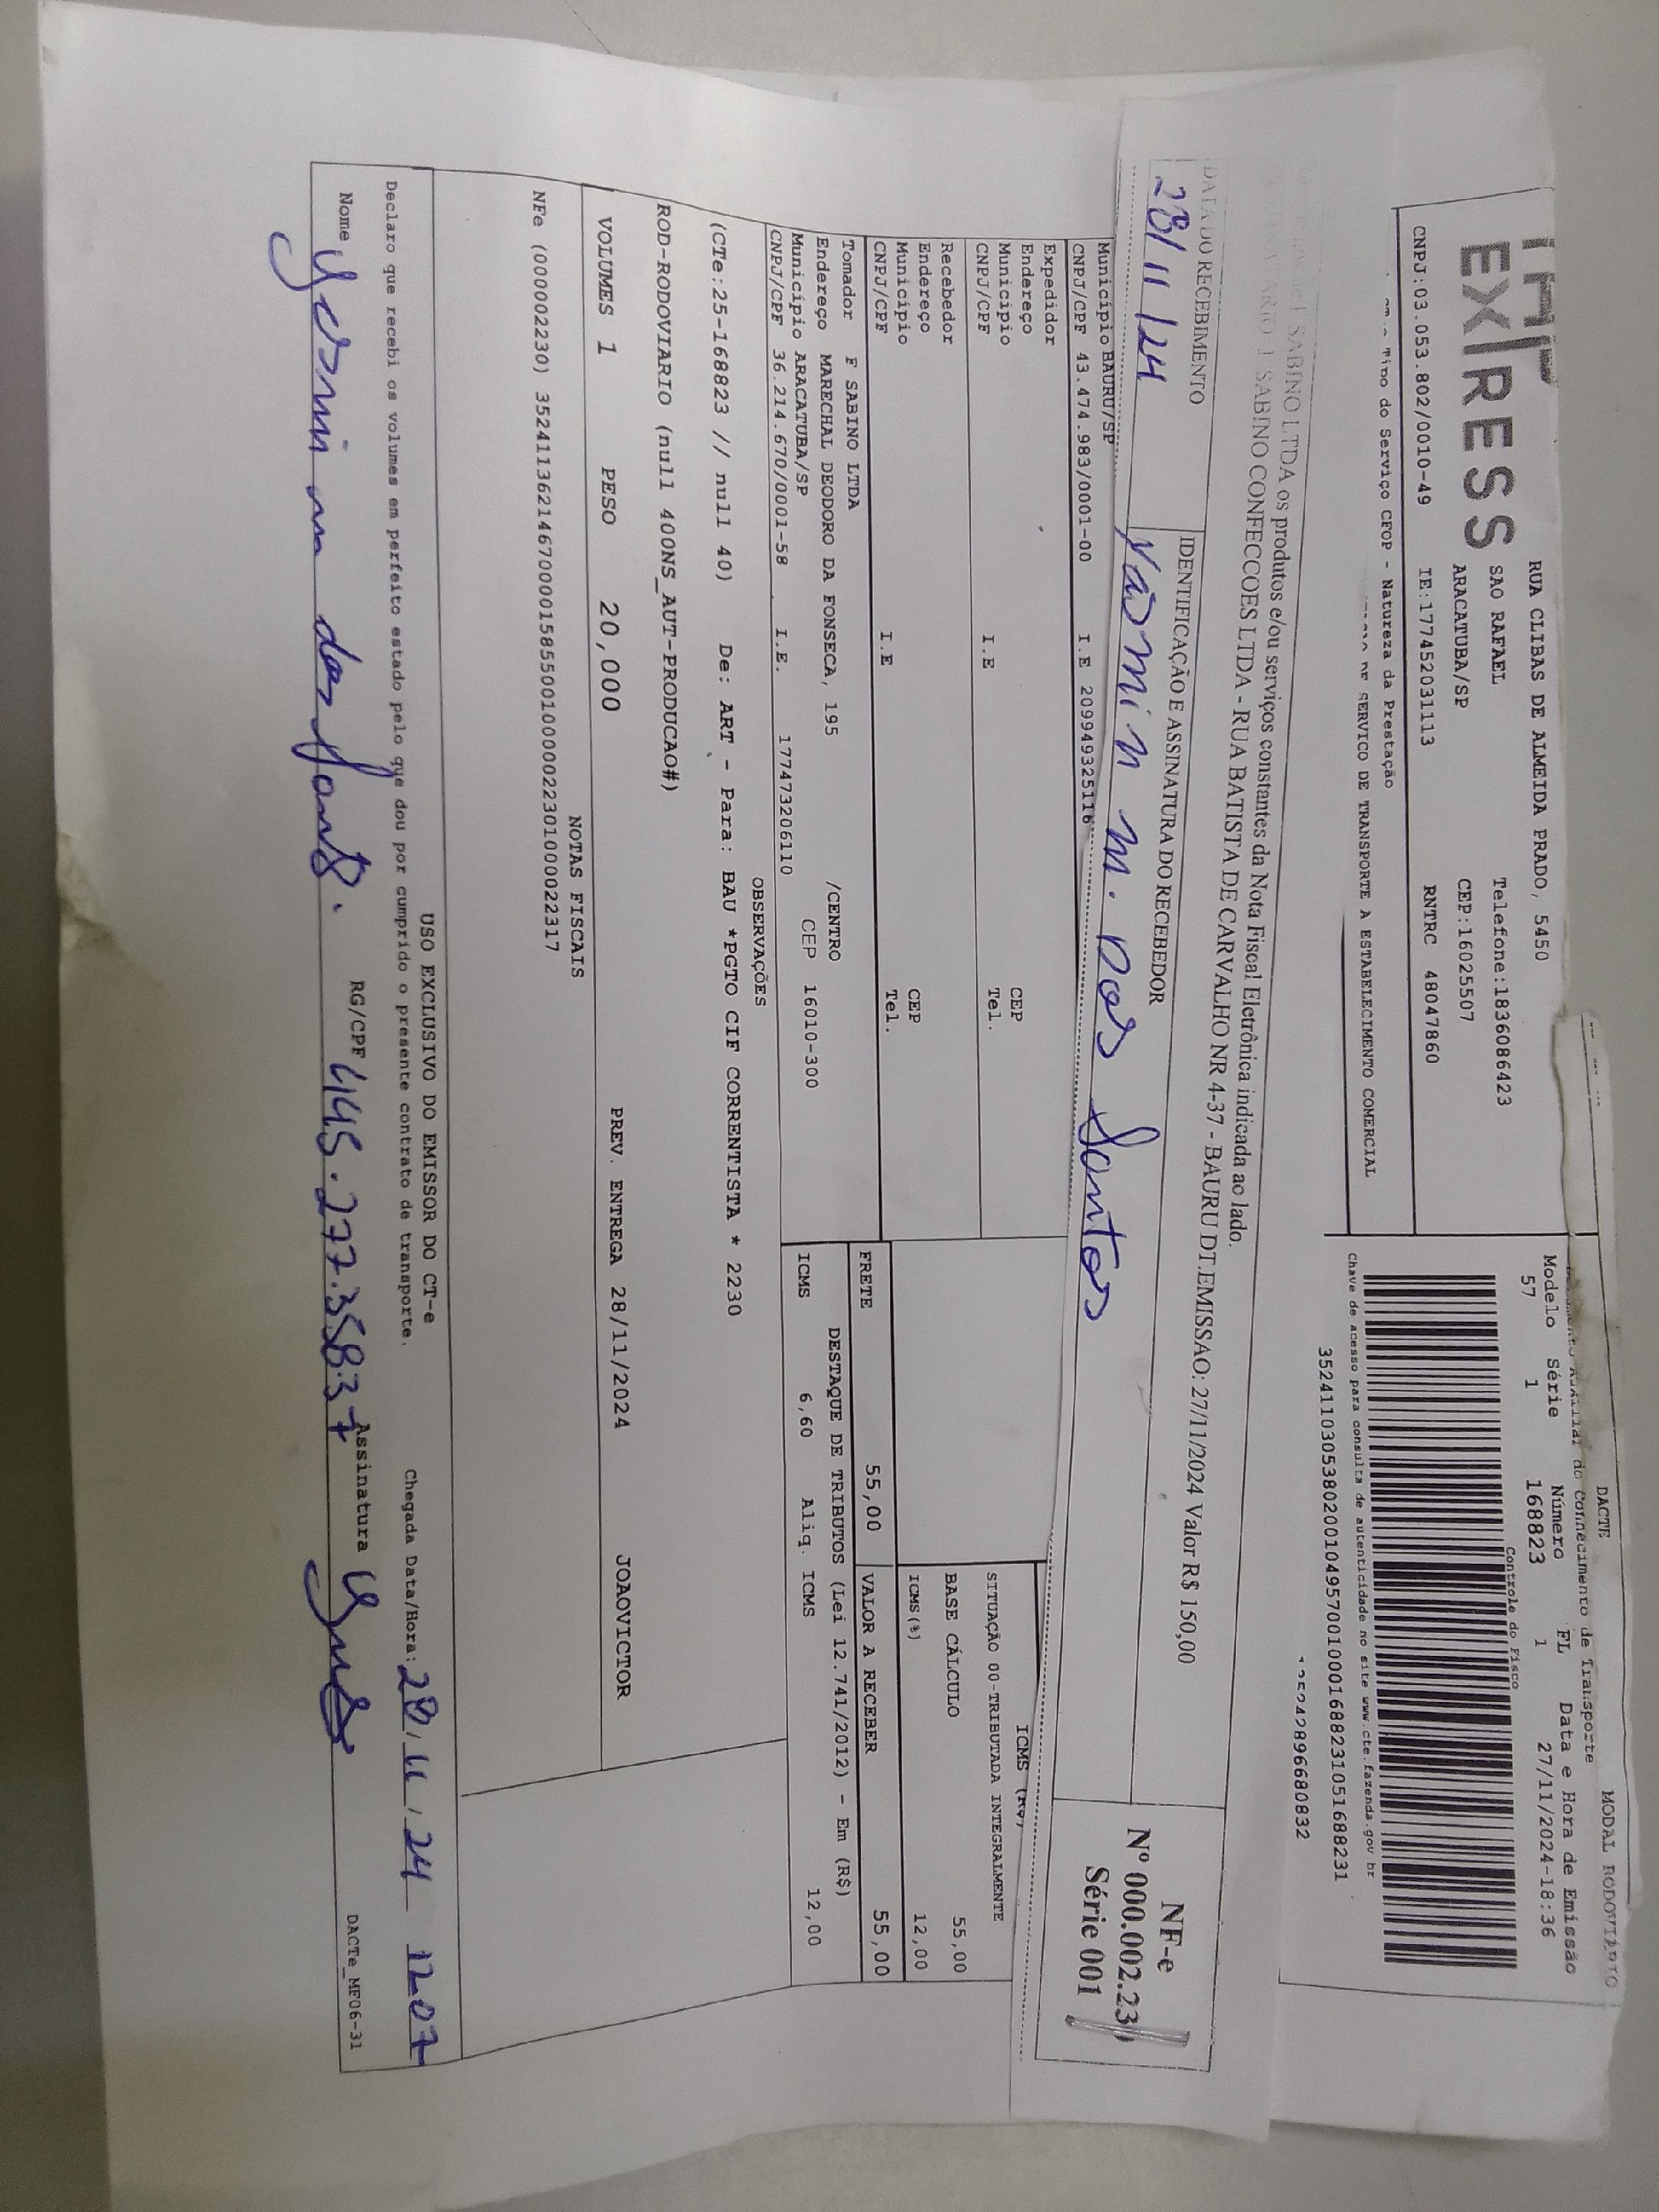 EXPRESS
RUA CLIBAS DE ALMEIDA PRADO, 5450
SAO RAFAEL Telefone:1836086423
ARACATUBA/SP CEP:16025507
CNPJ:03.053.802/0010-49 IE:177452031113 RNTRC 48047860
DACTE MODAL RODOVIÁRIO
do Conhecimento de Transporte
Modelo Série Número FL Data e Hora de Emissão
57 1 168823 1 27/11/2024-18:36
Controle do Fisco
Chave de acesso para consulta de autenticidade no site www.cte.fazenda.gov.br
35241103053802001049570010001688231051688231
Tipo do Serviço CFOP - Natureza da Prestação
DE SERVICO DE TRANSPORTE A ESTABELECIMENTO COMERCIAL
SABINO LTDA os produtos e/ou serviços constantes da Nota Fiscal Eletrônica indicada ao lado.
SABINO CONFECCOES LTDA - RUA BATISTA DE CARVALHO NR 4-37 - BAURU DT.EMISSAO: 27/11/2024 Valor R$ 150,00
DATA DO RECEBIMENTO IDENTIFICAÇÃO E ASSINATURA DO RECEBEDOR
28/11/24 Yasmin m. Dos Santos
NF-e
Nº 000.002.230
Série 001
Município BAURU/SP
CNPJ/CPF 43.474.983/0001-00 I.E 209949325116
Expedidor
Endereço
Município CEP
CNPJ/CPF I.E Tel.
Recebedor
Endereço
Município CEP
CNPJ/CPF I.E Tel.
ICMS (R$)
SITUAÇÃO 00-TRIBUTADA INTEGRALMENTE
BASE CÁLCULO 55,00
ICMS(%) 12,00
FRETE 55,00 VALOR A RECEBER 55,00
Tomador F SABINO LTDA
Endereço MARECHAL DEODORO DA FONSECA, 195 /CENTRO
Município ARACATUBA/SP CEP 16010-300
CNPJ/CPF 36.214.670/0001-58 I.E. 177473206110
DESTAQUE DE TRIBUTOS (Lei 12.741/2012) - Em (R$)
ICMS 6,60 Aliq. ICMS 12,00
OBSERVAÇÕES
(CTe:25-168823 // null 40) De: ART - Para: BAU *PGTO CIF CORRENTISTA * 2230
ROD-RODOVIARIO (null 400NS_AUT-PRODUCAO#)
VOLUMES 1 PESO 20,000 PREV. ENTREGA 28/11/2024 JOAOVICTOR
NOTAS FISCAIS
NFe (000002230) 35241136214670000158550010000022301000022317
USO EXCLUSIVO DO EMISSOR DO CT-e
Declaro que recebi os volumes em perfeito estado pelo que dou por cumprido o presente contrato de transporte. Chegada Data/Hora: 28/11/24 12:07
Nome Yasmin m dos Santos. RG/CPF 445.277.358.37 Assinatura
DACTe_MF06-31